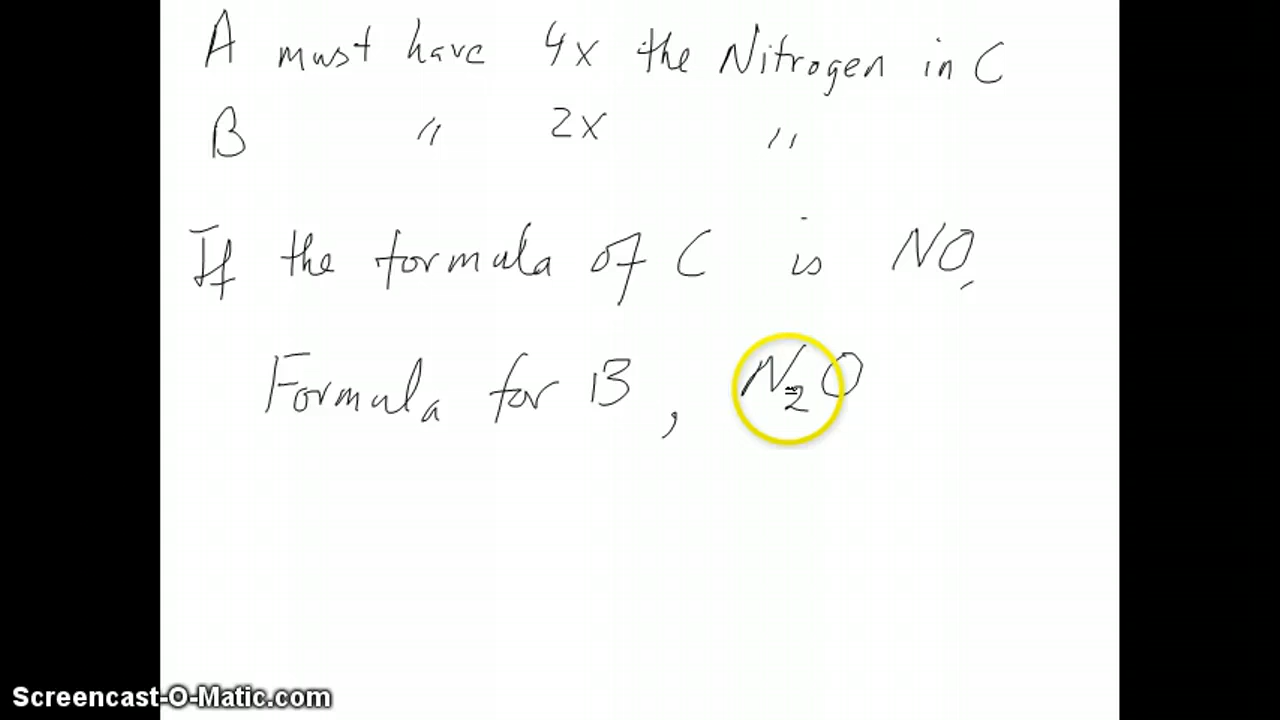 A must have 4x the Nitrogen in C
B " 2x "
If the formula of C is NO,
Formula for B, N₂O
Screencast-O-Matic.com